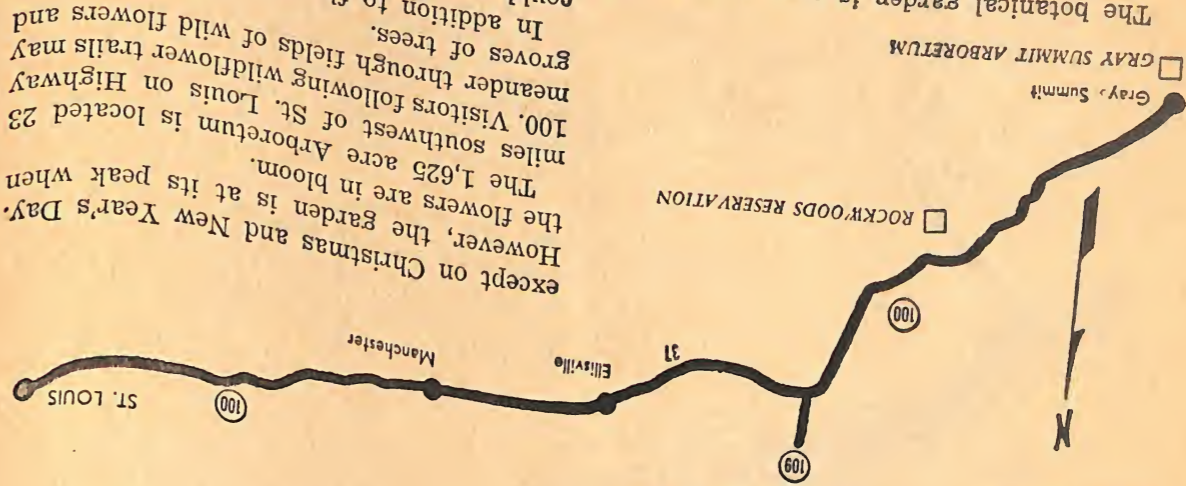 109
N
ST. LOUIS
100
Manchester
Ellisville
37
100
ROCKWOODS RESERVATION
Gray Summit
GRAY SUMMIT ARBORETUM
The botanical garden is
except on Christmas and New Year's Day.
However, the garden is at its peak when
the flowers are in bloom.
The 1,625 acre Arboretum is located 23
miles southwest of St. Louis on Highway
100. Visitors following wildflower trails may
meander through fields of wild flowers and
groves of trees.
In addition to